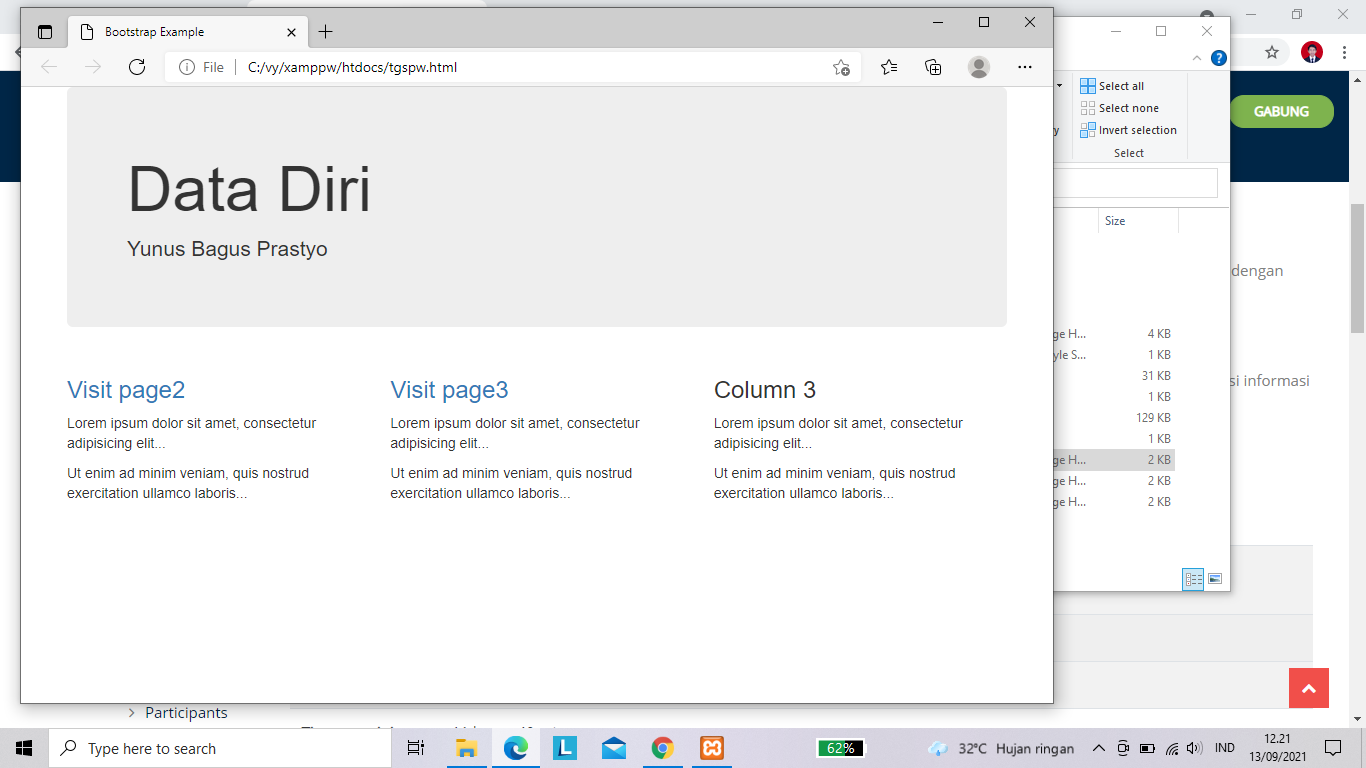 Bootstrap Example
File
C:/vy/xamppw/htdocs/tgspw.html
Data Diri
Yunus Bagus Prastyo
Visit page2
Lorem ipsum dolor sit amet, consectetur
adipisicing elit...
Ut enim ad minim veniam, quis nostrud
exercitation ullamco laboris...
Visit page3
Lorem ipsum dolor sit amet, consectetur
adipisicing elit...
Ut enim ad minim veniam, quis nostrud
exercitation ullamco laboris...
Column 3
Lorem ipsum dolor sit amet, consectetur
adipisicing elit...
Ut enim ad minim veniam, quis nostrud
exercitation ullamco laboris...
Select all
Select none
Invert selection
Select
Size
ge H... 4 KB
yle S... 1 KB
31 KB
1 KB
129 KB
1 KB
ge H... 2 KB
ge H... 2 KB
ge H... 2 KB
GABUNG
dengan
si informasi
Participants
Type here to search
L
62%
32°C Hujan ringan
IND
12.21
13/09/2021